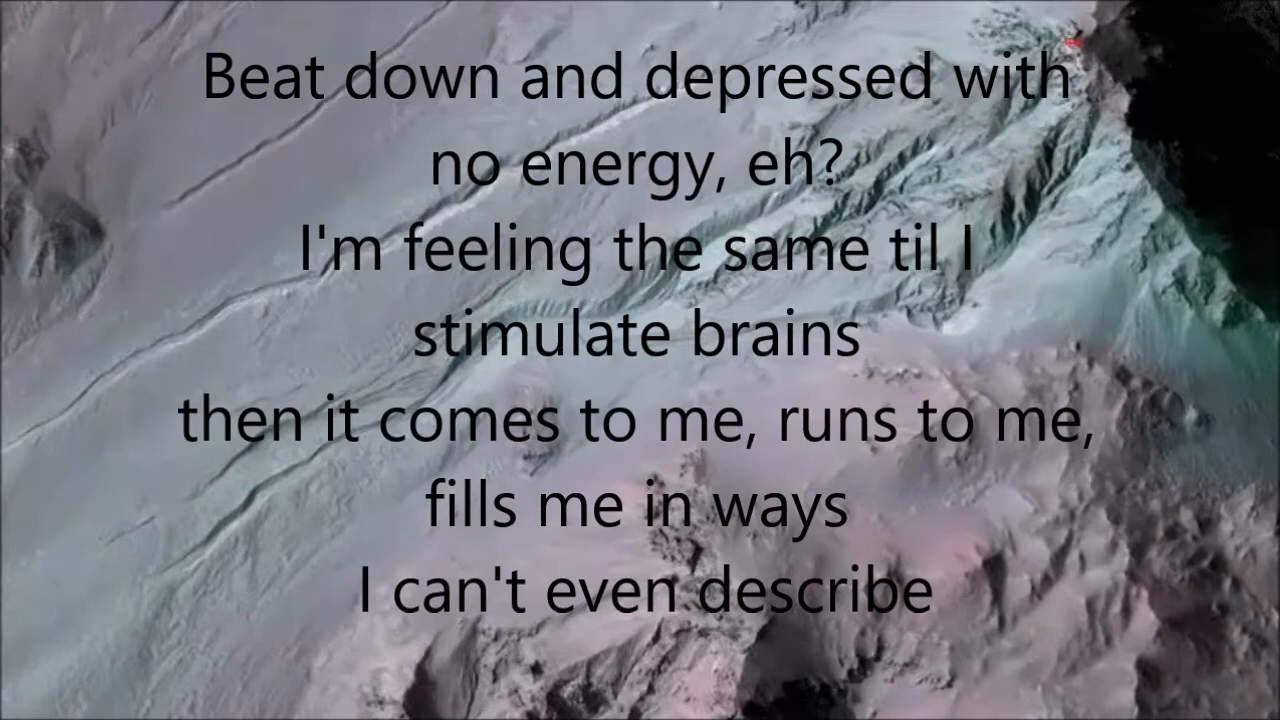 Beat down and depressed with
no energy, eh?
I'm feeling the same til I
stimulate brains
then it comes to me, runs to me,
fills me in ways
I can't even describe